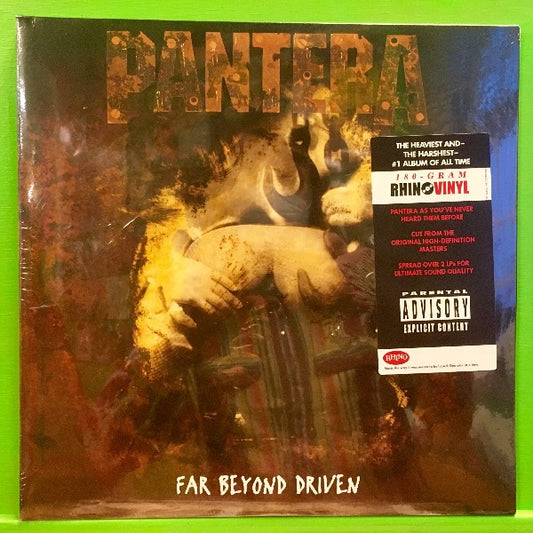 PANTERA
THE HEAVIEST AND–
THE HARSHEST–
#1 ALBUM OF ALL TIME
180-GRAM
RHINOVINYL
PANTERA AS YOU'VE NEVER
HEARD THEM BEFORE
CUT FROM THE
ORIGINAL HIGH-DEFINITION
MASTERS
SPREAD OVER 2 LPs FOR
ULTIMATE SOUND QUALITY
PARENTAL
ADVISORY
EXPLICIT CONTENT
RHINO
FAR BEYOND DRIVEN